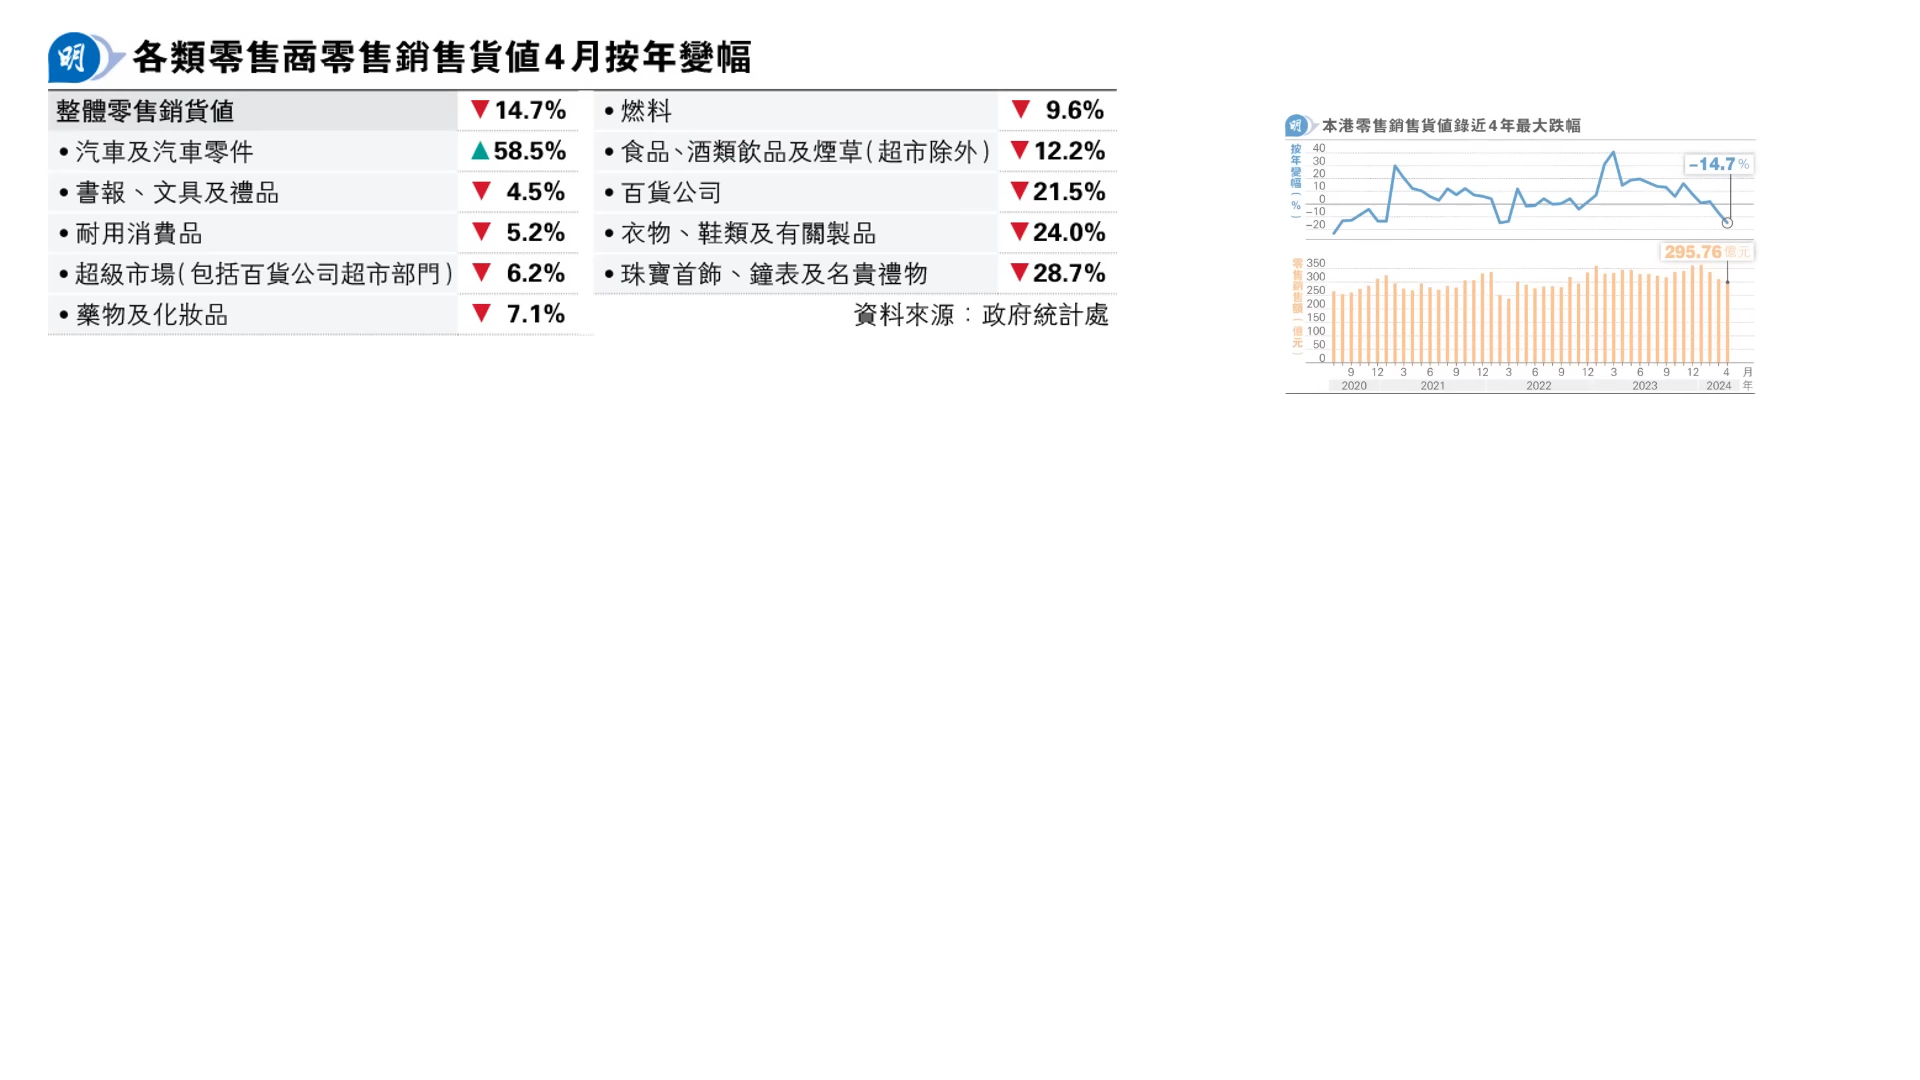 明 各類零售商零售銷售貨值4月按年變幅
整體零售銷貨值 ▼14.7%
•汽車及汽車零件 ▲58.5%
•書報、文具及禮品 ▼4.5%
•耐用消費品 ▼5.2%
•超級市場(包括百貨公司超市部門) ▼6.2%
•藥物及化妝品 ▼7.1%
•燃料 ▼9.6%
•食品、酒類飲品及煙草(超市除外) ▼12.2%
•百貨公司 ▼21.5%
•衣物、鞋類及有關製品 ▼24.0%
•珠寶首飾、鐘表及名貴禮物 ▼28.7%
資料來源：政府統計處
明 本港零售銷售貨值錄近4年最大跌幅
按年變幅(%)
40
30
20
10
0
−10
−20
−14.7%
295.76億元
零售銷售額(億元)
350
300
250
200
150
100
50
0
9 12 3 6 9 12 3 6 9 12 3 6 9 12 4 月
2020 2021 2022 2023 2024 年